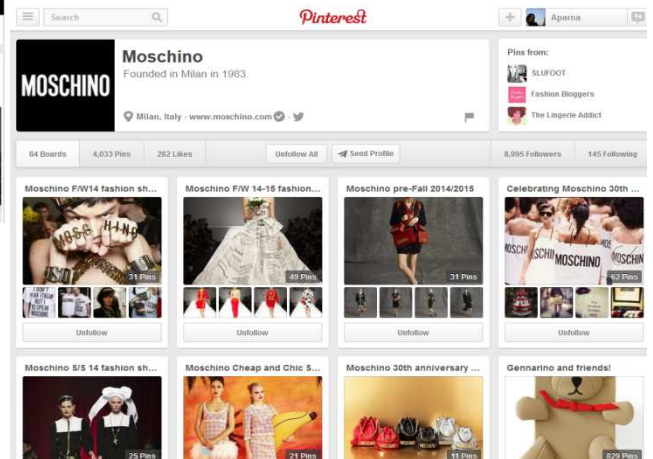 Search
Pinterest
Aparna
MOSCHINO
Moschino
Founded in Milan in 1983.
Milan, Italy · www.moschino.com
Pins from:
SLUFOOT
Fashion Bloggers
The Lingerie Addict
64 Boards
4,033 Pins
282 Likes
Unfollow All
Send Profile
8,995 Followers
145 Following
Moschino F/W14 fashion sh...
Moschino F/W 14-15 fashion...
Moschino pre-Fall 2014/2015
Celebrating Moschino 30th ...
MOSCHINO
31 Pins
49 Pins
31 Pins
62 Pins
Unfollow
Unfollow
Unfollow
Unfollow
Moschino S/S 14 fashion sh...
Moschino Cheap and Chic S...
Moschino 30th anniversary ...
Gennarino and friends!
25 Pins
21 Pins
11 Pins
829 Pins